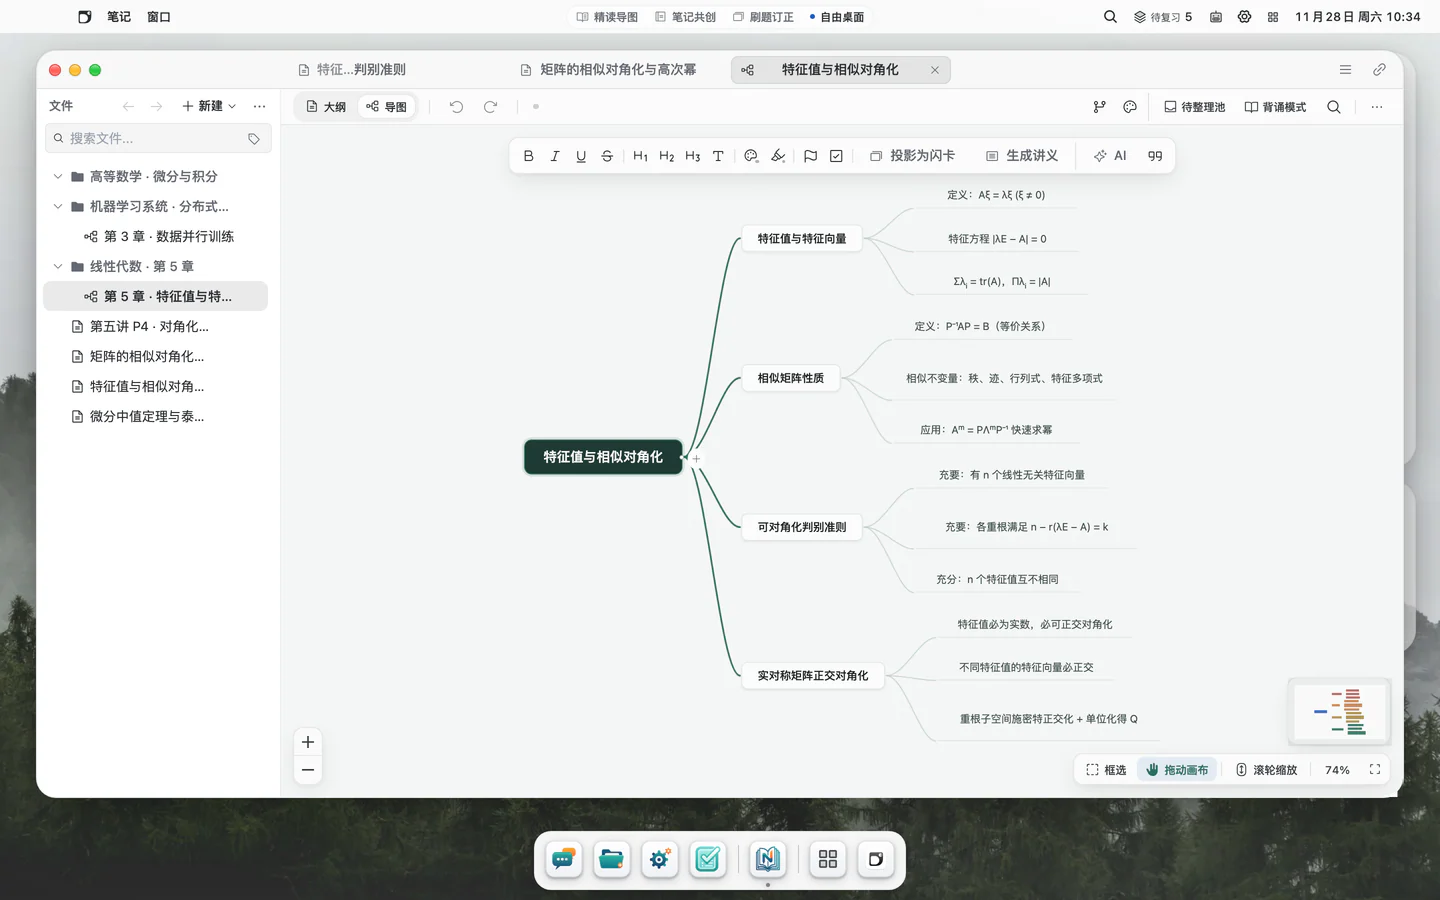 笔记 窗口 精读导图 笔记共创 刷题订正 自由桌面 待复习 5 11月28日 周六 10:34
特征...判别准则 矩阵的相似对角化与高次幂 特征值与相似对角化
文件 新建 大纲 导图 待整理池 背诵模式
搜索文件...
B I U S H1 H2 H3 T 投影为闪卡 生成讲义 AI
高等数学 · 微分与积分
机器学习系统 · 分布式...
第 3 章 · 数据并行训练
线性代数 · 第 5 章
第 5 章 · 特征值与特...
第五讲 P4 · 对角化...
矩阵的相似对角化...
特征值与相似对角...
微分中值定理与泰...
特征值与相似对角化
特征值与特征向量
定义：Aξ = λξ (ξ ≠ 0)
特征方程 |λE − A| = 0
Σλᵢ = tr(A)，Πλᵢ = |A|
相似矩阵性质
定义：P⁻¹AP = B（等价关系）
相似不变量：秩、迹、行列式、特征多项式
应用：Aᵐ = PΛᵐP⁻¹ 快速求幂
可对角化判别准则
充要：有 n 个线性无关特征向量
充要：各重根满足 n − r(λE − A) = k
充分：n 个特征值互不相同
实对称矩阵正交对角化
特征值必为实数，必可正交对角化
不同特征值的特征向量必正交
重根子空间施密特正交化 + 单位化得 Q
框选 拖动画布 滚轮缩放 74%